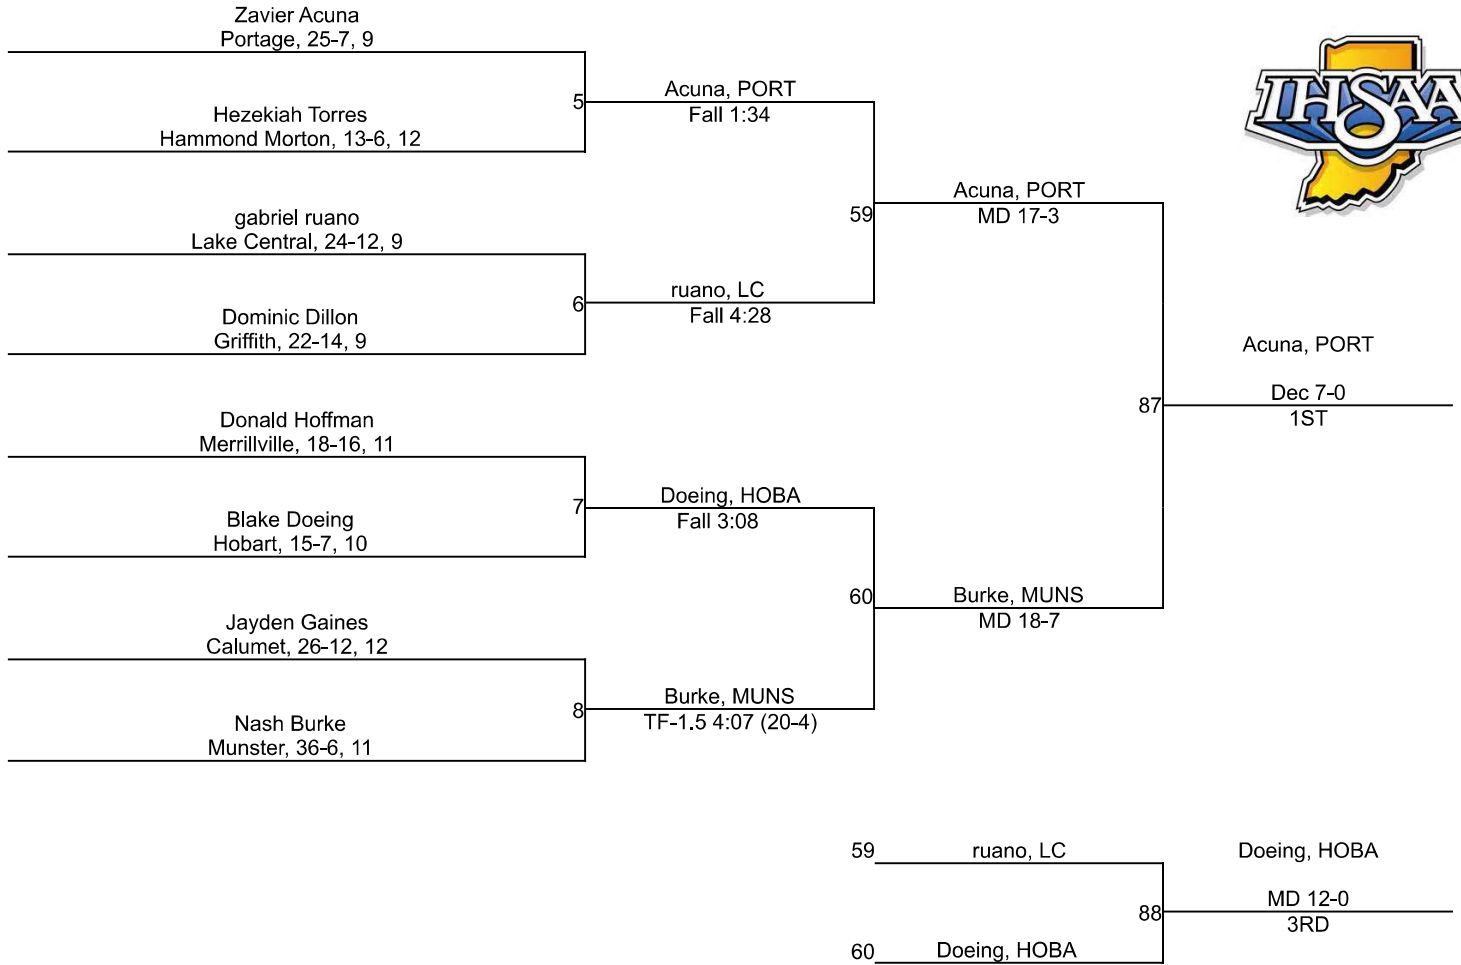 Zavier Acuna
Portage, 25-7, 9
Hezekiah Torres
Hammond Morton, 13-6, 12
5
Acuna, PORT
Fall 1:34
gabriel ruano
Lake Central, 24-12, 9
Dominic Dillon
Griffith, 22-14, 9
6
ruano, LC
Fall 4:28
59
Acuna, PORT
MD 17-3
Donald Hoffman
Merrillville, 18-16, 11
Blake Doeing
Hobart, 15-7, 10
7
Doeing, HOBA
Fall 3:08
Jayden Gaines
Calumet, 26-12, 12
Nash Burke
Munster, 36-6, 11
8
Burke, MUNS
TF-1.5 4:07 (20-4)
60
Burke, MUNS
MD 18-7
87
Acuna, PORT
Dec 7-0
1ST
IHSAA
59
ruano, LC
60
Doeing, HOBA
88
Doeing, HOBA
MD 12-0
3RD